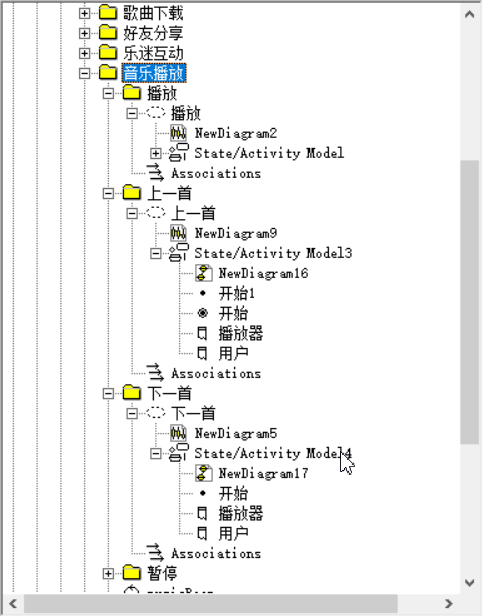 歌曲下载
好友分享
乐迷互动
音乐播放
播放
播放
NewDiagram2
State/Activity Model
Associations
上一首
上一首
NewDiagram9
State/Activity Model3
NewDiagram16
开始1
开始
播放器
用户
Associations
下一首
下一首
NewDiagram5
State/Activity Model4
NewDiagram17
开始
播放器
用户
Associations
暂停